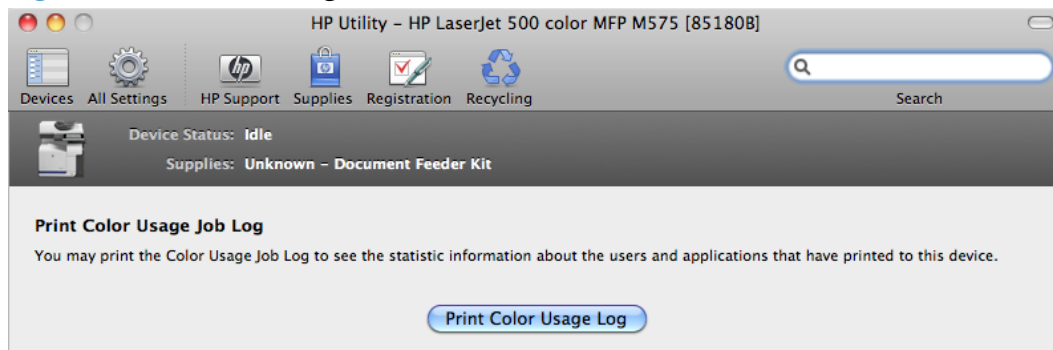 HP Utility – HP LaserJet 500 color MFP M575 [85180B]
Devices All Settings HP Support Supplies Registration Recycling Search
Device Status: Idle
Supplies: Unknown – Document Feeder Kit
Print Color Usage Job Log
You may print the Color Usage Job Log to see the statistic information about the users and applications that have printed to this device.
Print Color Usage Log